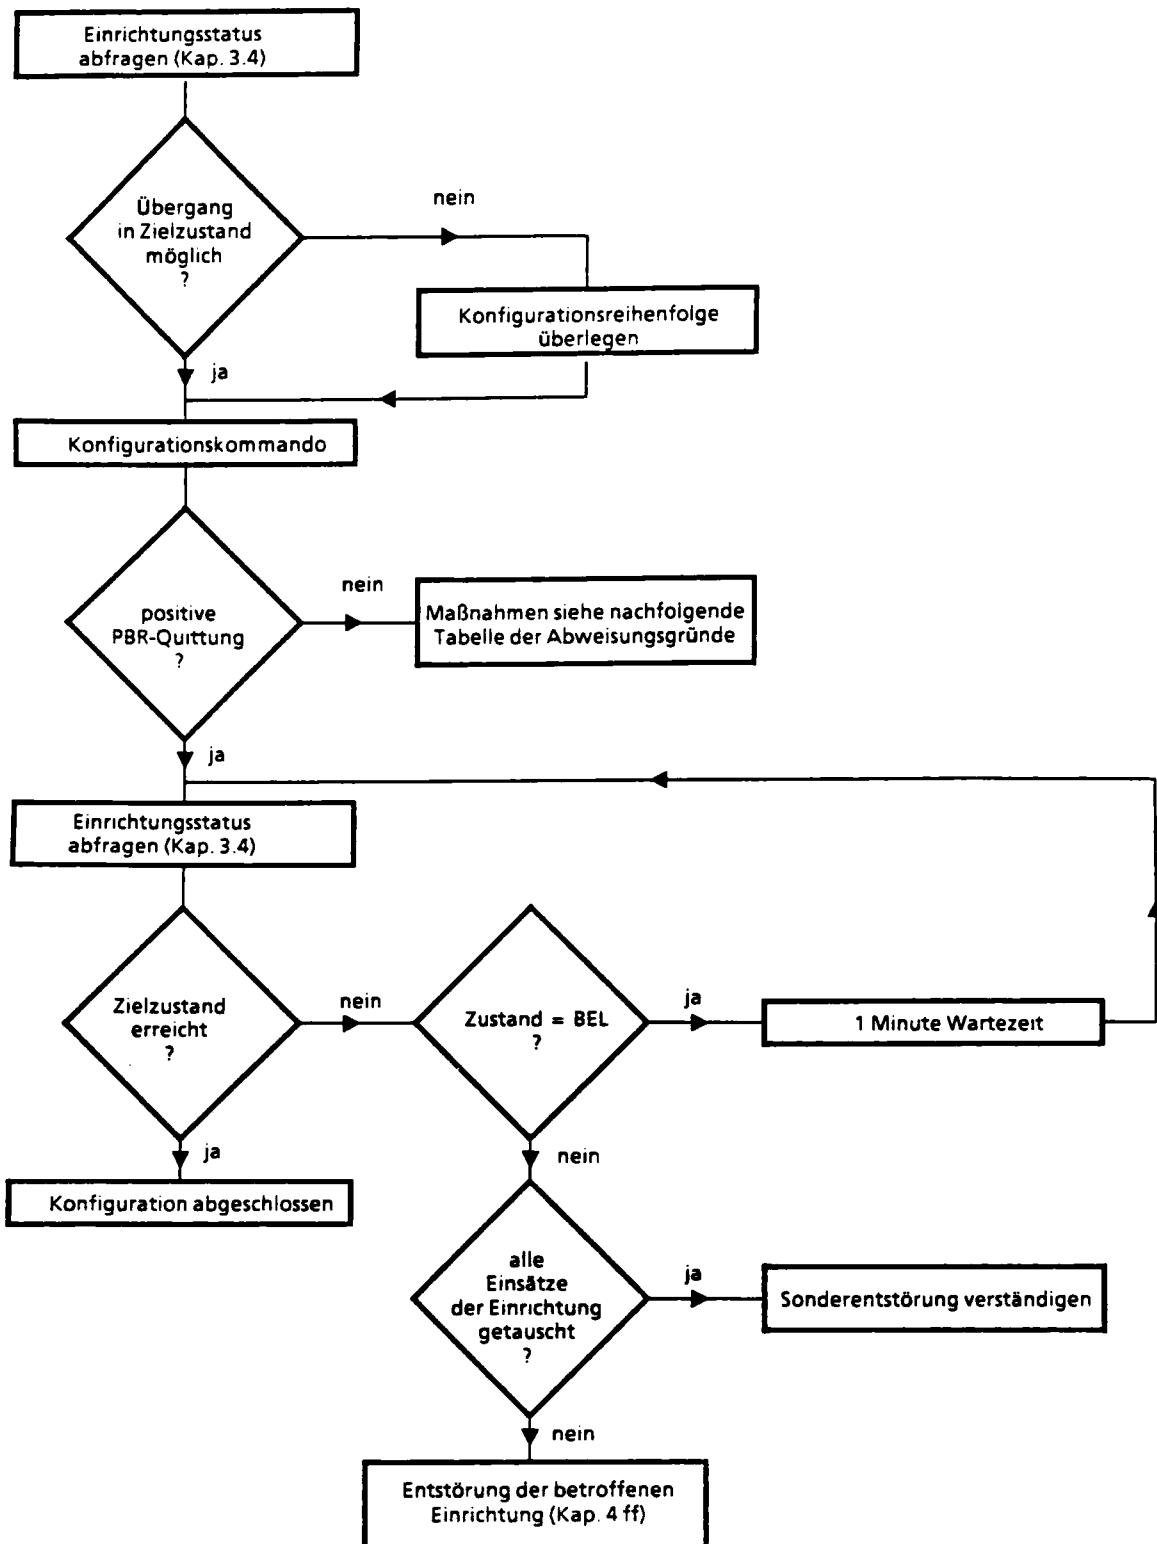 Einrichtungsstatus
abfragen (Kap. 3.4)
Übergang
in Zielzustand
möglich
?
nein
Konfigurationsreihenfolge
überlegen
ja
Konfigurationskommando
positive
PBR-Quittung
?
nein
Maßnahmen siehe nachfolgende
Tabelle der Abweisungsgründe
ja
Einrichtungsstatus
abfragen (Kap. 3.4)
Zielzustand
erreicht
?
nein
Zustand = BEL
?
ja
1 Minute Wartezeit
ja
Konfiguration abgeschlossen
nein
alle
Einsätze
der Einrichtung
getauscht
?
ja
Sonderentstörung verständigen
nein
Entstörung der betroffenen
Einrichtung (Kap. 4 ff)